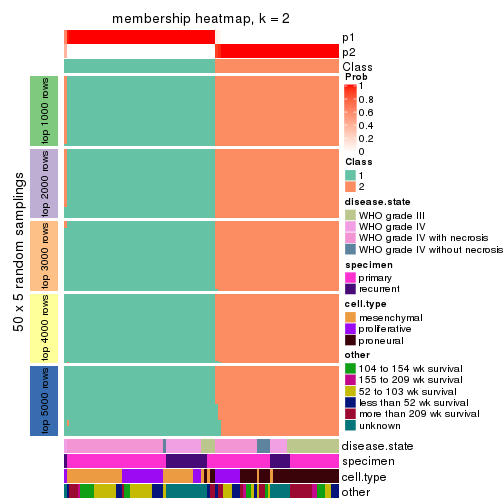 membership heatmap, k = 2
p1
p2
Class
50 x 5 random samplings
top 1000 rows
top 2000 rows
top 3000 rows
top 4000 rows
top 5000 rows
Prob
1
0.8
0.6
0.4
0.2
0
Class
1
2
disease.state
WHO grade III
WHO grade IV
WHO grade IV with necrosis
WHO grade IV without necrosis
specimen
primary
recurrent
cell.type
mesenchymal
proliferative
proneural
other
104 to 154 wk survival
155 to 209 wk survival
52 to 103 wk survival
less than 52 wk survival
more than 209 wk survival
unknown
disease.state
specimen
cell.type
other